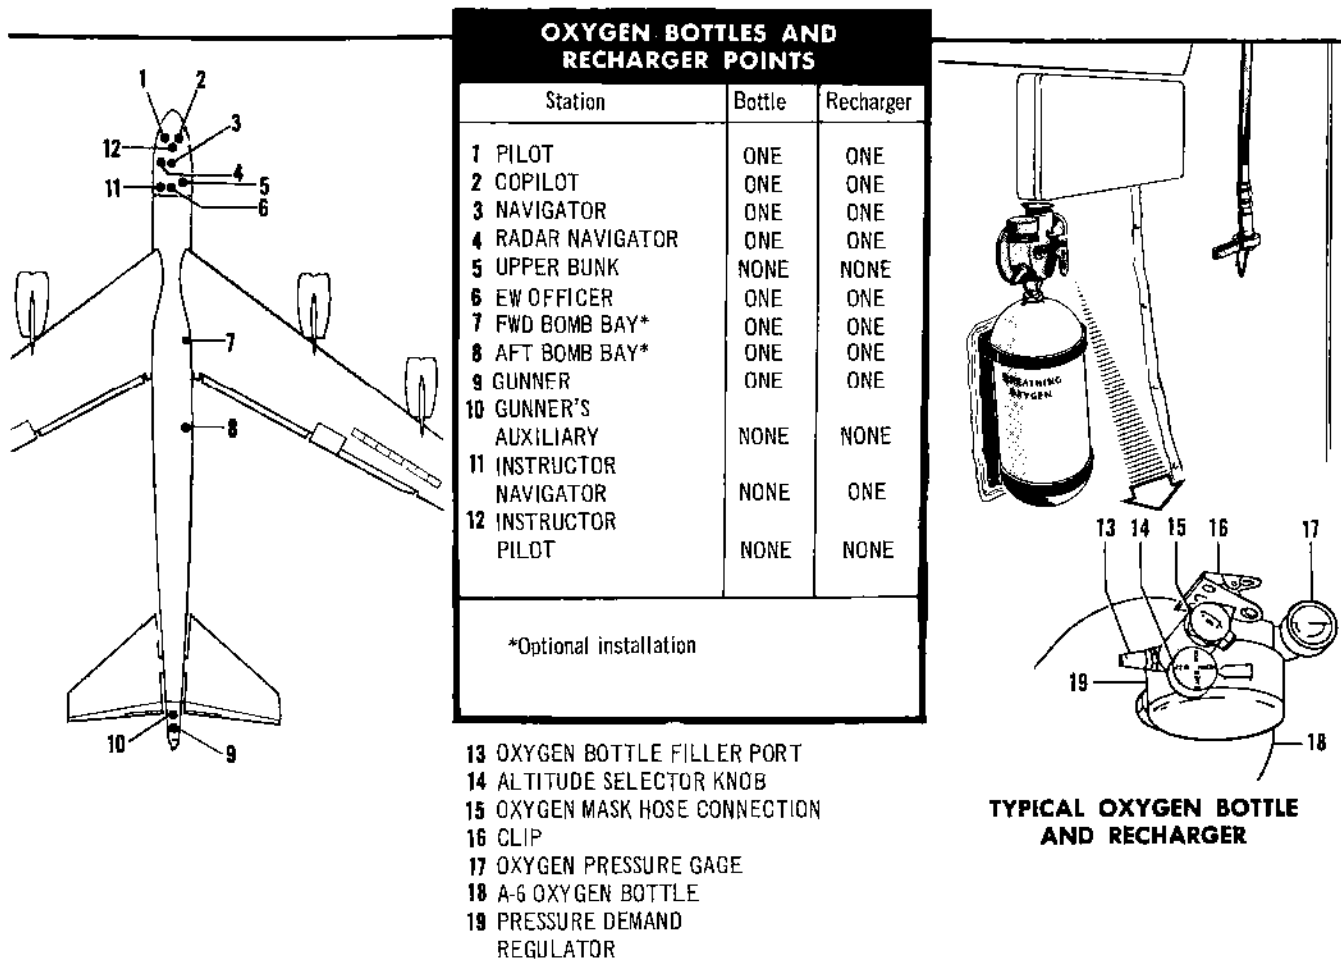 OXYGEN BOTTLES AND
RECHARGER POINTS
Station Bottle Recharger
1 PILOT ONE ONE
2 COPILOT ONE ONE
3 NAVIGATOR ONE ONE
4 RADAR NAVIGATOR ONE ONE
5 UPPER BUNK NONE NONE
6 EW OFFICER ONE ONE
7 FWD BOMB BAY* ONE ONE
8 AFT BOMB BAY* ONE ONE
9 GUNNER ONE ONE
10 GUNNER'S
AUXILIARY NONE NONE
11 INSTRUCTOR
NAVIGATOR NONE ONE
12 INSTRUCTOR
PILOT NONE NONE
*Optional installation
1 2
3
12
4
11 5
6
7
8
10 9
BREATHING
OXYGEN
13 14 15 16 17
19
18
13 OXYGEN BOTTLE FILLER PORT
14 ALTITUDE SELECTOR KNOB
15 OXYGEN MASK HOSE CONNECTION
16 CLIP
17 OXYGEN PRESSURE GAGE
18 A-6 OXYGEN BOTTLE
19 PRESSURE DEMAND
REGULATOR
TYPICAL OXYGEN BOTTLE
AND RECHARGER